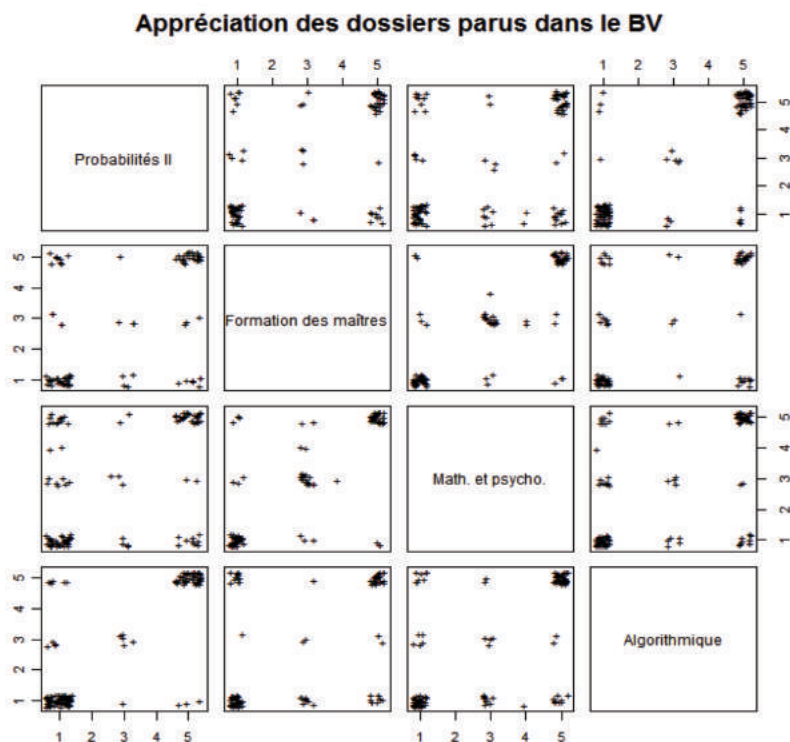 Appréciation des dossiers parus dans le BV
1 2 3 4 5 1 2 3 4 5
Probabilités II
1 2 3 4 5
1 2 3 4 5
Formation des maîtres
Math. et psycho.
1 2 3 4 5
1 2 3 4 5
Algorithmique
1 2 3 4 5 1 2 3 4 5